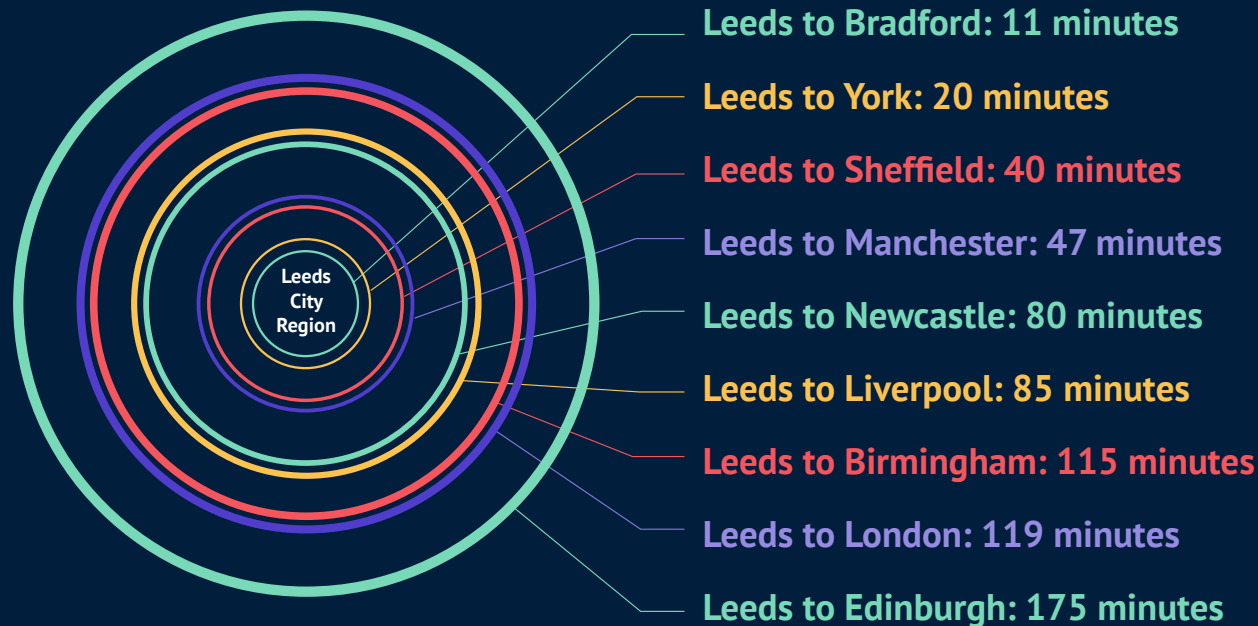 Leeds to Bradford: 11 minutes
Leeds to York: 20 minutes
Leeds to Sheffield: 40 minutes
Leeds to Manchester: 47 minutes
Leeds
City
Region
Leeds to Newcastle: 80 minutes
Leeds to Liverpool: 85 minutes
Leeds to Birmingham: 115 minutes
Leeds to London: 119 minutes
Leeds to Edinburgh: 175 minutes